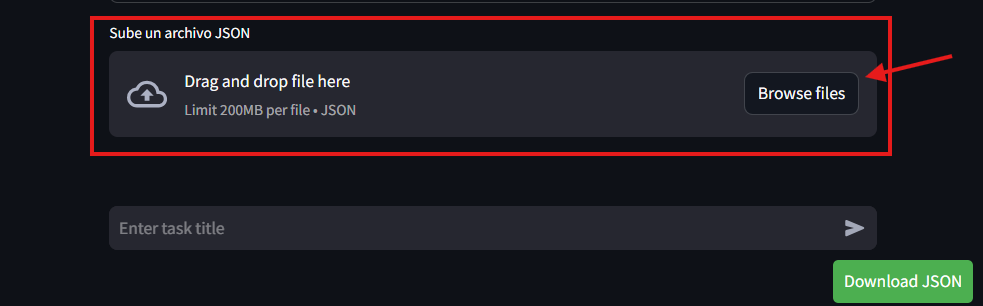 Sube un archivo JSON
Drag and drop file here
Limit 200MB per file • JSON
Browse files
Enter task title
Download JSON